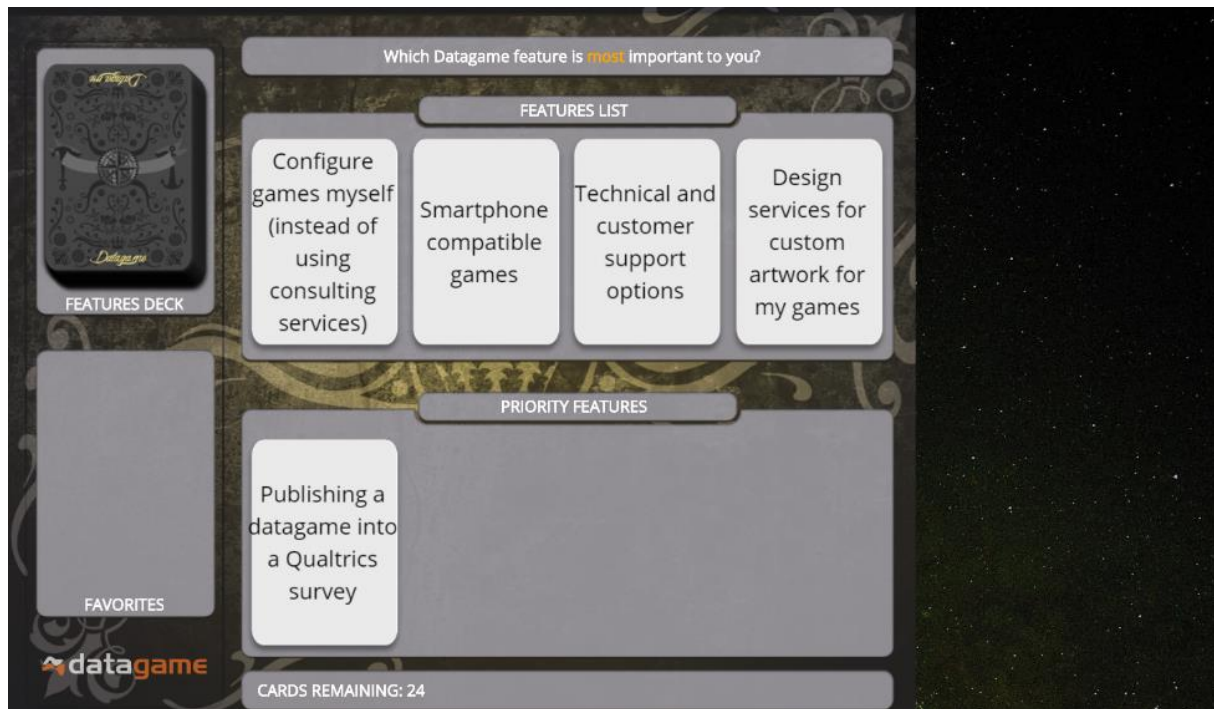 Which Datagame feature is most important to you?
Datagame
Datagame
FEATURES DECK
FEATURES LIST
Configure
games myself
(instead of
using
consulting
services)
Smartphone
compatible
games
Technical and
customer
support
options
Design
services for
custom
artwork for
my games
PRIORITY FEATURES
Publishing a
datagame into
a Qualtrics
survey
FAVORITES
datagame
CARDS REMAINING: 24